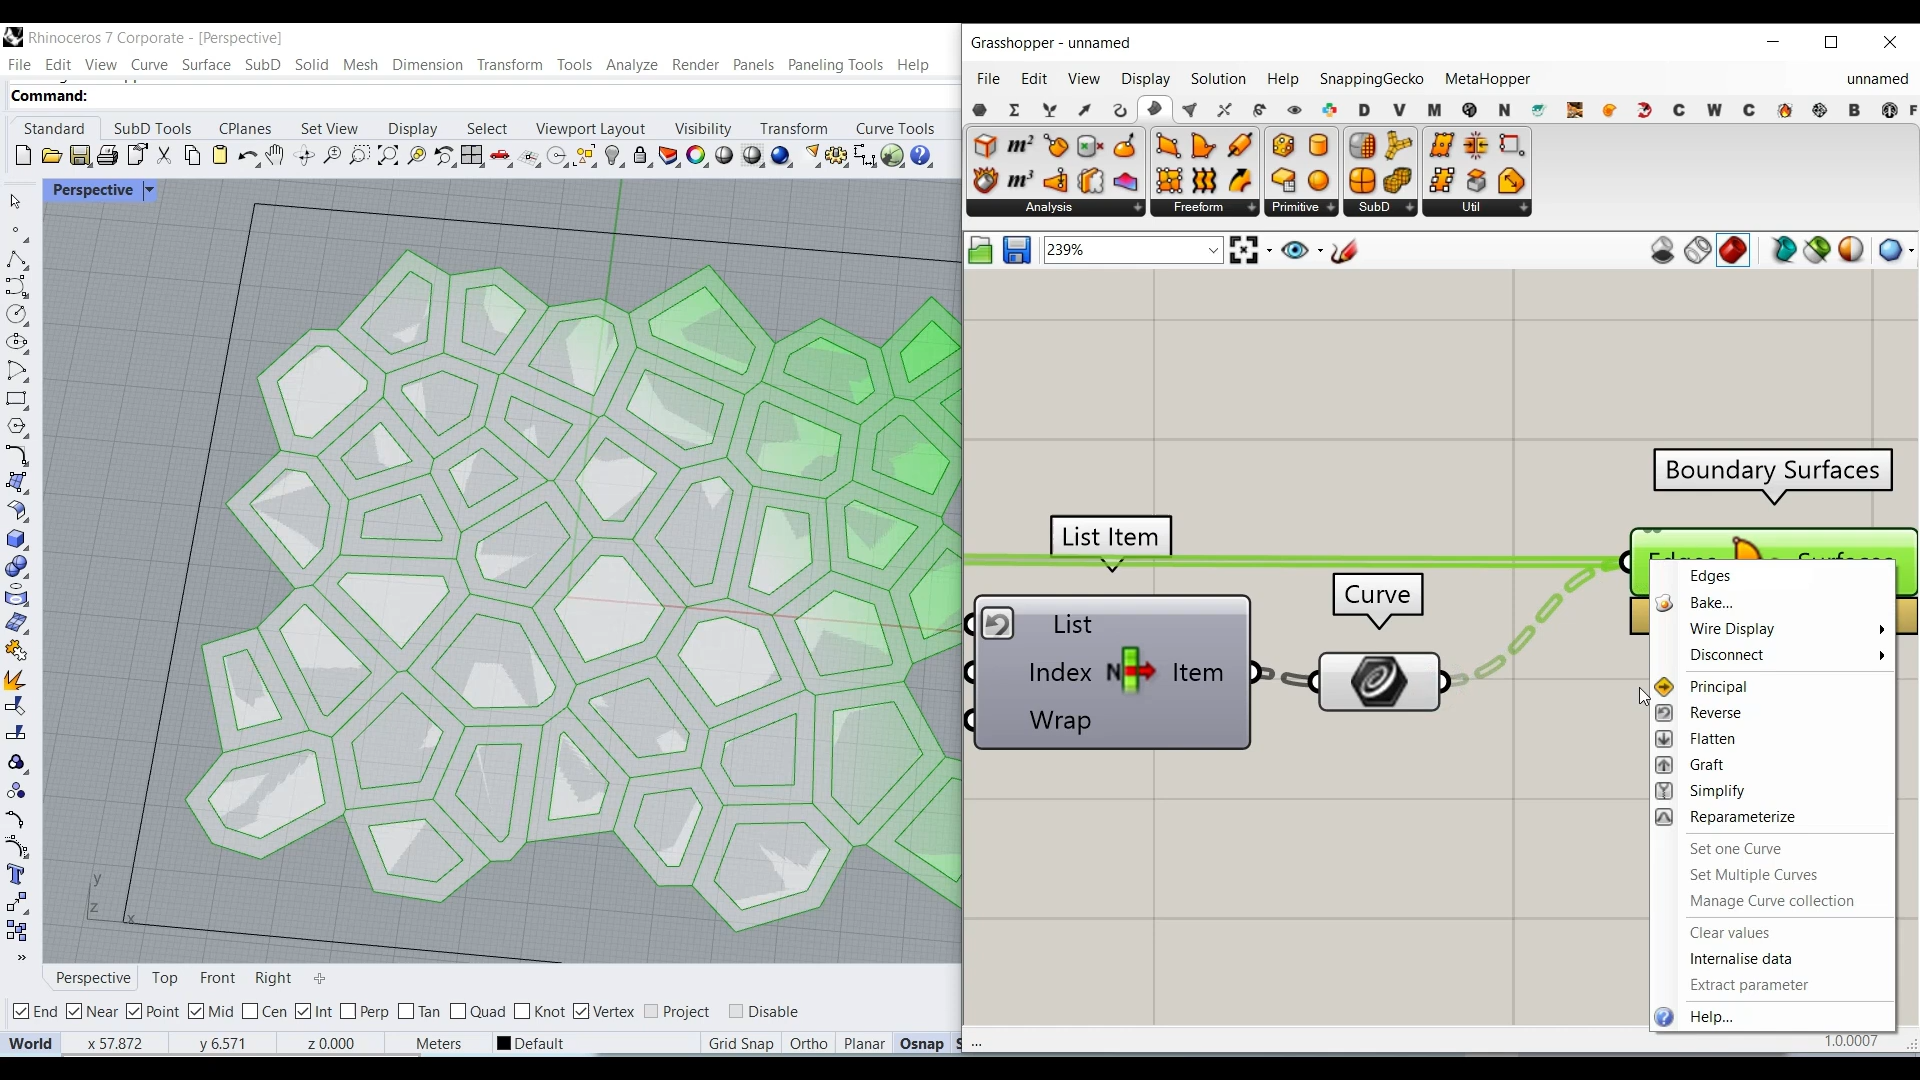 Rhinoceros 7 Corporate - [Perspective]
File Edit View Curve Surface SubD Solid Mesh Dimension Transform Tools Analyze Render Panels Paneling Tools Help
Command:
Standard SubD Tools CPlanes Set View Display Select Viewport Layout Visibility Transform Curve Tools
Perspective
y
z
x
Perspective Top Front Right
End Near Point Mid Cen Int Perp Tan Quad Knot Vertex Project Disable
World x 57.872 y 6.571 z 0.000 Meters Default Grid Snap Ortho Planar Osnap
Grasshopper - unnamed
File Edit View Display Solution Help SnappingGecko MetaHopper unnamed
D V M N C W C B F
m²
m³
Analysis Freeform Primitive SubD Util
239%
Boundary Surfaces
List Item
Curve
List
Index N Item
Wrap
Edges
Bake...
Wire Display
Disconnect
Principal
Reverse
Flatten
Graft
Simplify
Reparameterize
Set one Curve
Set Multiple Curves
Manage Curve collection
Clear values
Internalise data
Extract parameter
Help...
...
1.0.0007